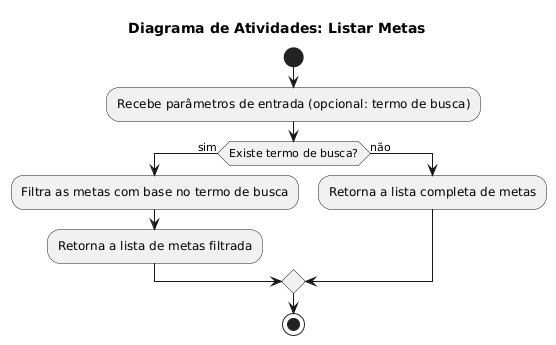 Diagrama de Atividades: Listar Metas
Recebe parâmetros de entrada (opcional: termo de busca)
sim
Existe termo de busca?
não
Filtra as metas com base no termo de busca
Retorna a lista completa de metas
Retorna a lista de metas filtrada